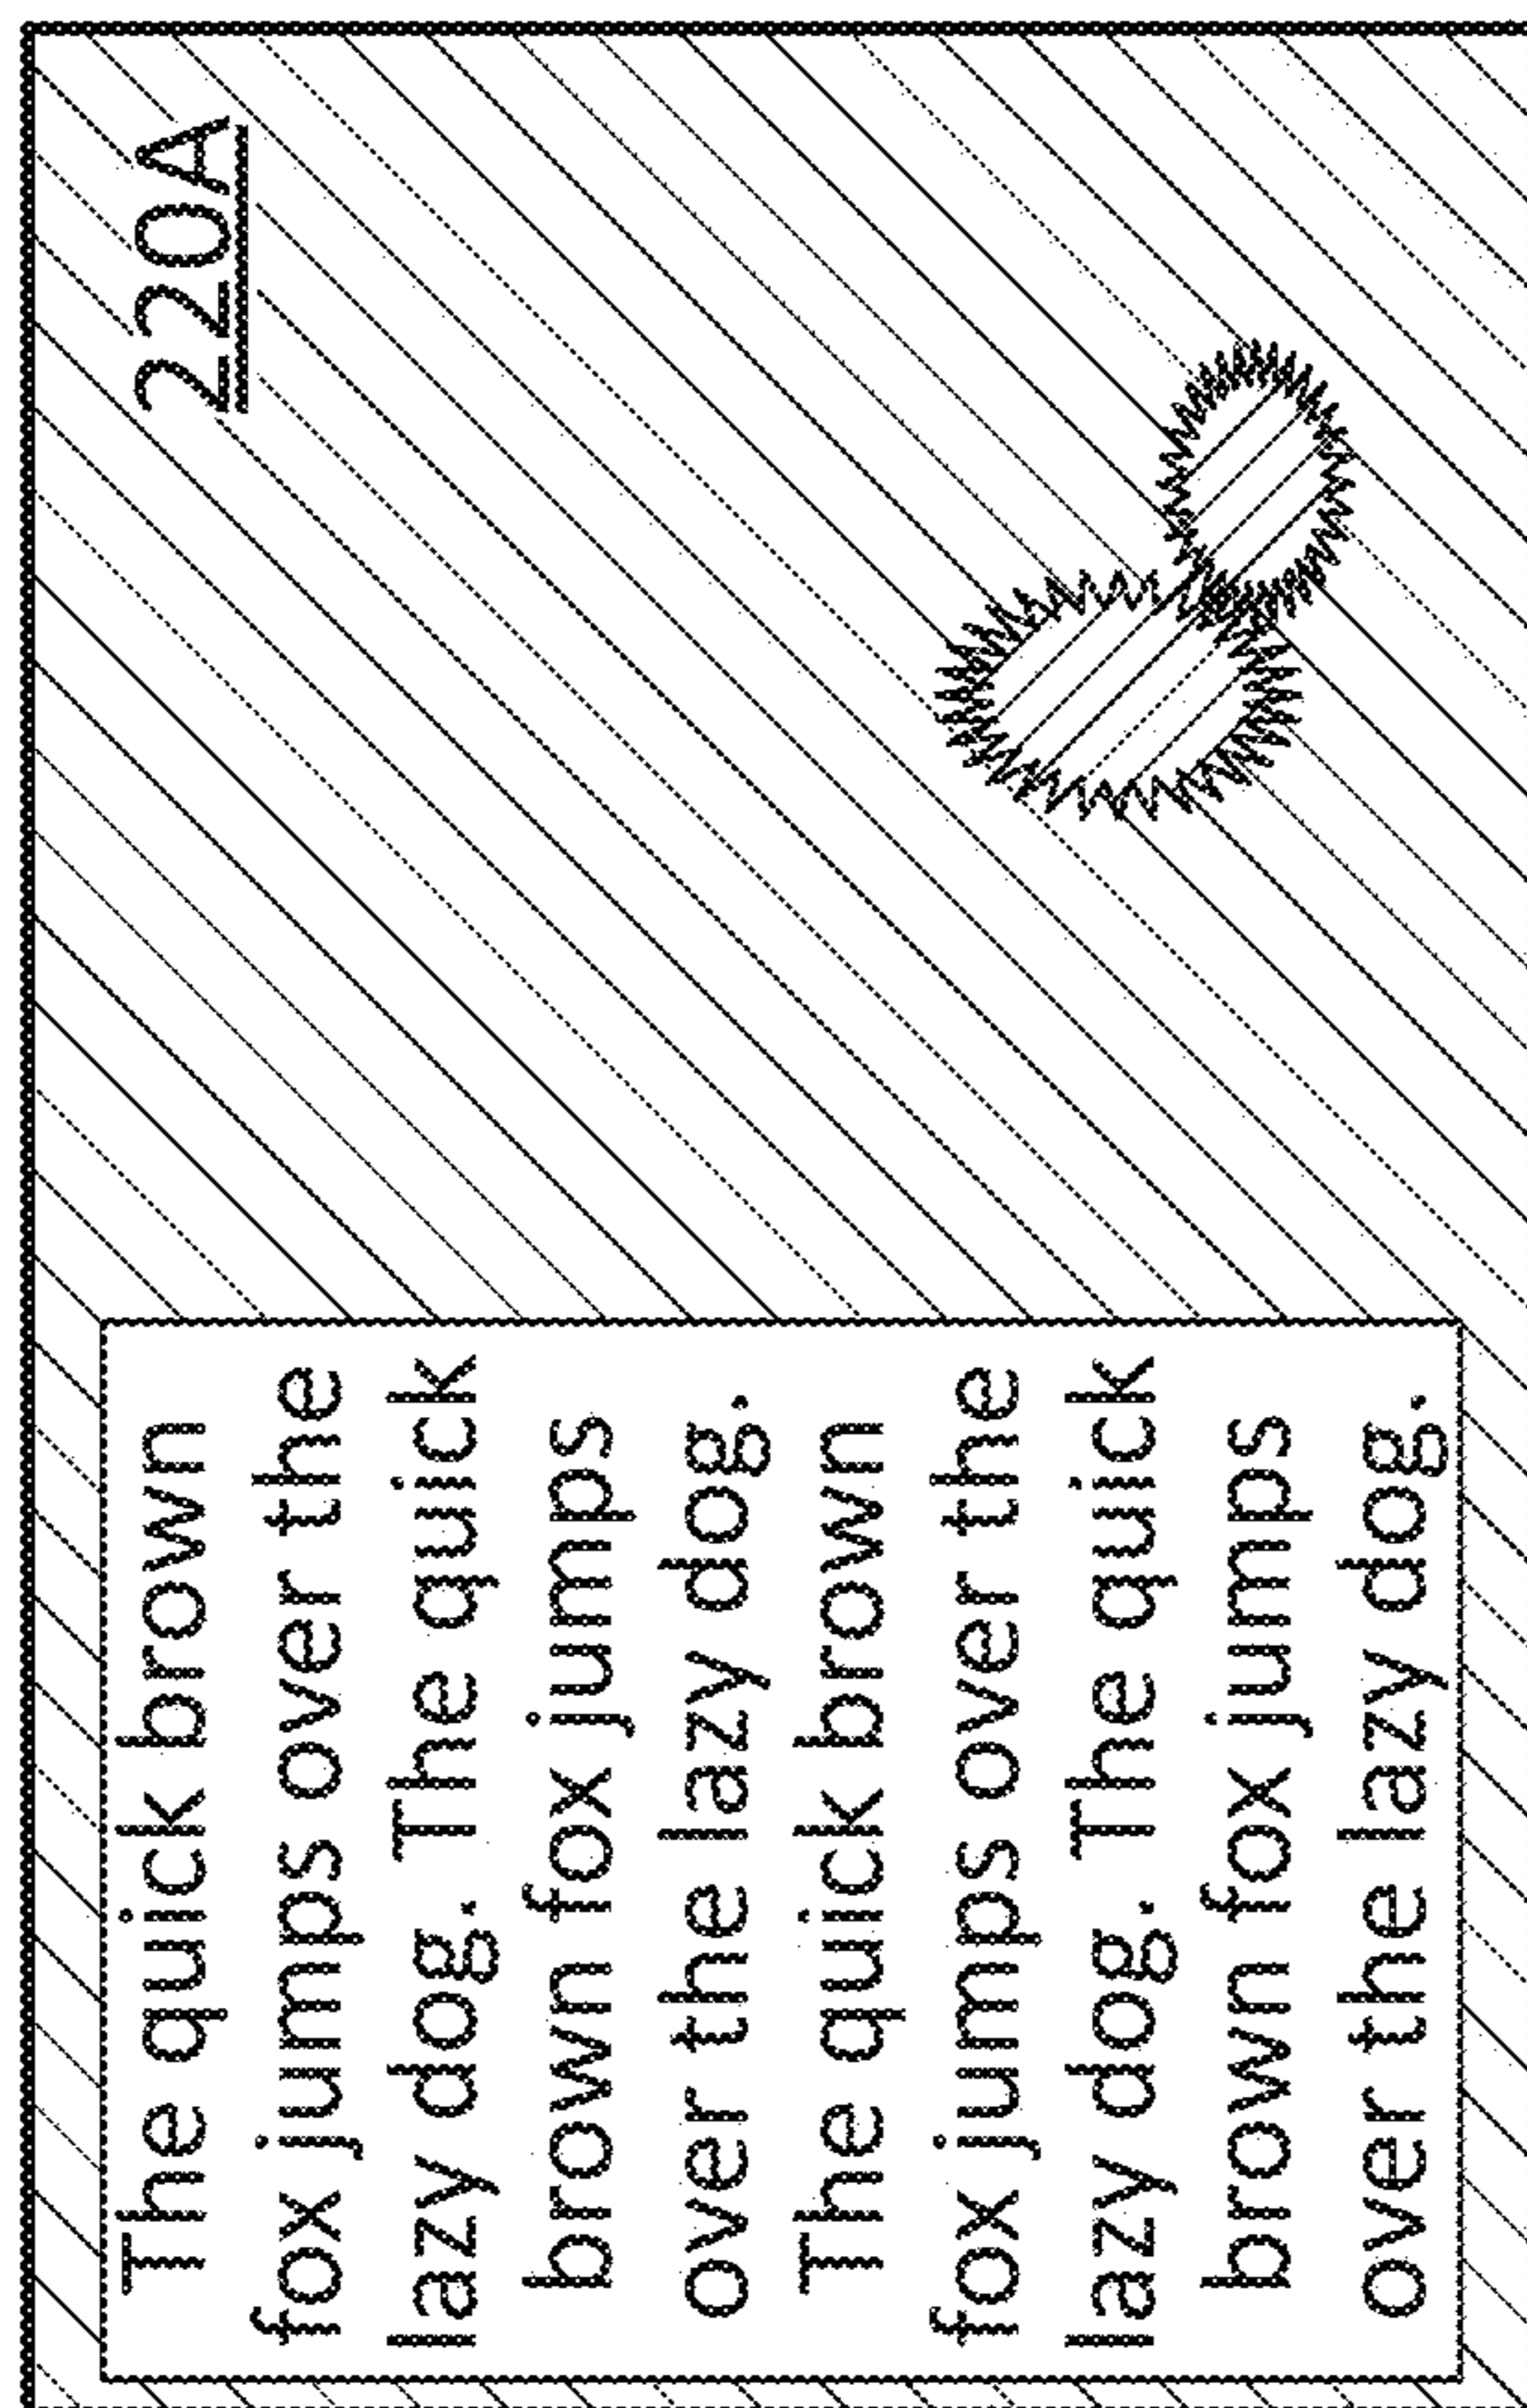 220A
The quick brown
fox jumps over the
lazy dog. The quick
brown fox jumps
over the lazy dog.
The quick brown
fox jumps over the
lazy dog. The quick
brown fox jumps
over the lazy dog.